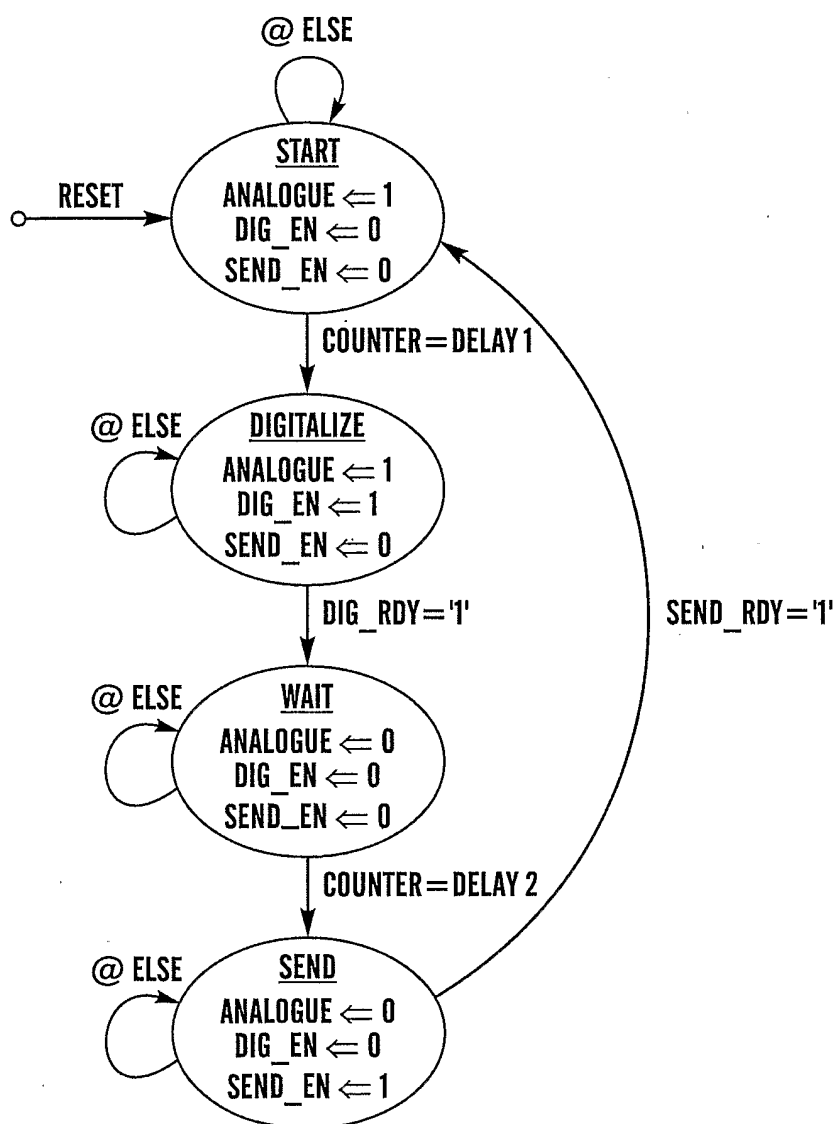 @ ELSE
START
RESET
ANALOGUE ⇐ 1
DIG_EN ⇐ 0
SEND_EN ⇐ 0
COUNTER=DELAY 1
@ ELSE
DIGITALIZE
ANALOGUE ⇐ 1
DIG_EN ⇐ 1
SEND_EN ⇐ 0
DIG_RDY='1'
SEND_RDY='1'
@ ELSE
WAIT
ANALOGUE ⇐ 0
DIG_EN ⇐ 0
SEND_EN ⇐ 0
COUNTER=DELAY 2
@ ELSE
SEND
ANALOGUE ⇐ 0
DIG_EN ⇐ 0
SEND_EN ⇐ 1